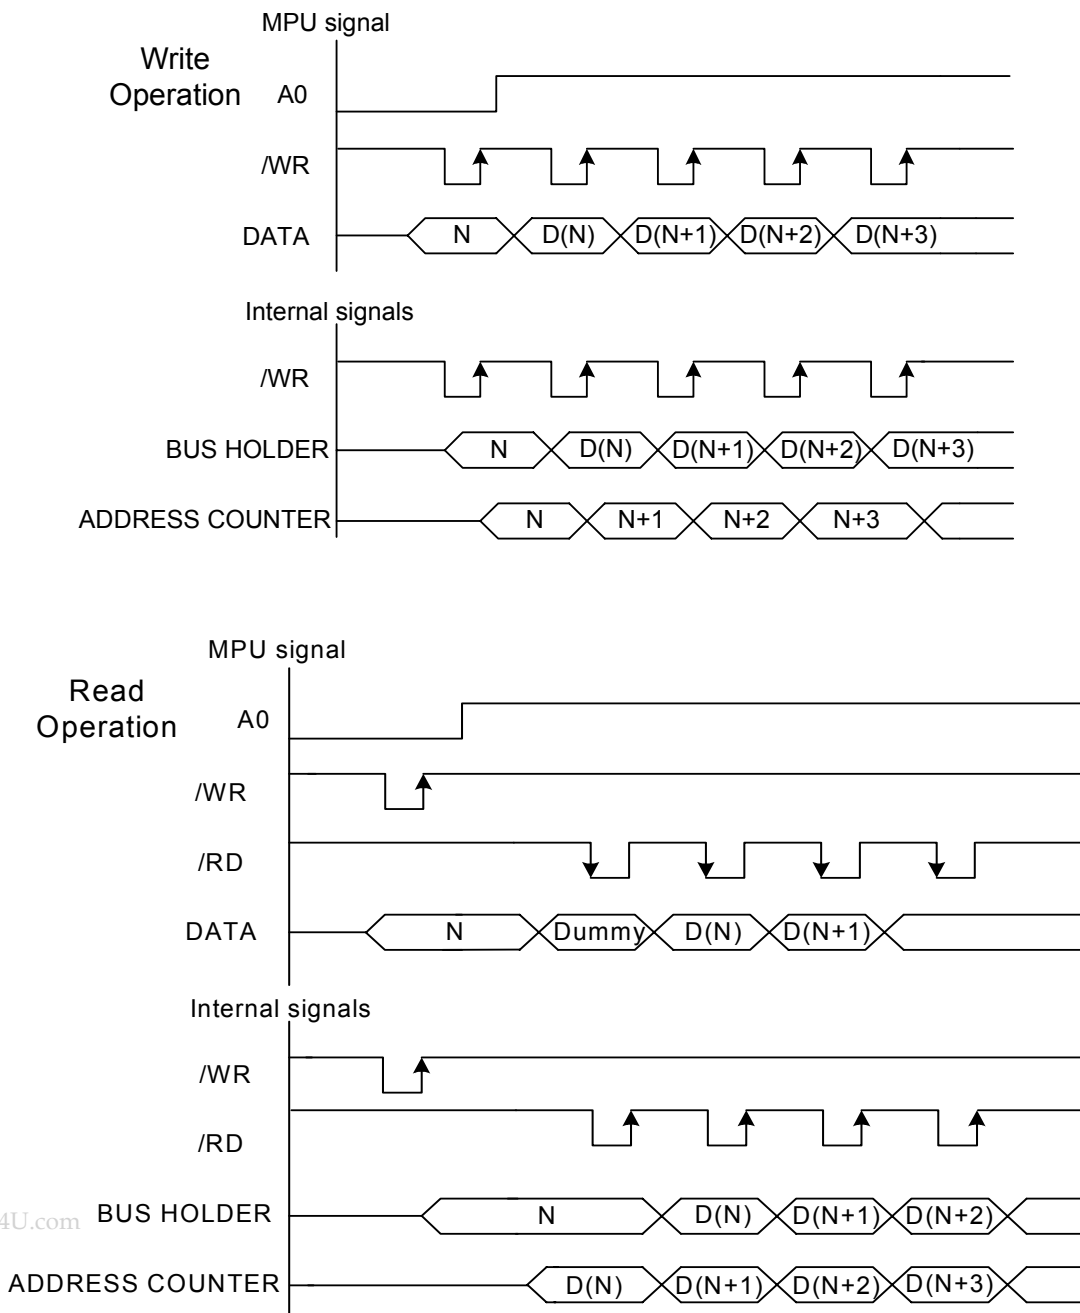 MPU signal
Write
Operation
A0
/WR
DATA N D(N) D(N+1) D(N+2) D(N+3)
Internal signals
/WR
BUS HOLDER N D(N) D(N+1) D(N+2) D(N+3)
ADDRESS COUNTER N N+1 N+2 N+3
MPU signal
Read
Operation
A0
/WR
/RD
DATA N Dummy D(N) D(N+1)
Internal signals
/WR
/RD
4U.com
BUS HOLDER N D(N) D(N+1) D(N+2)
ADDRESS COUNTER D(N) D(N+1) D(N+2) D(N+3)